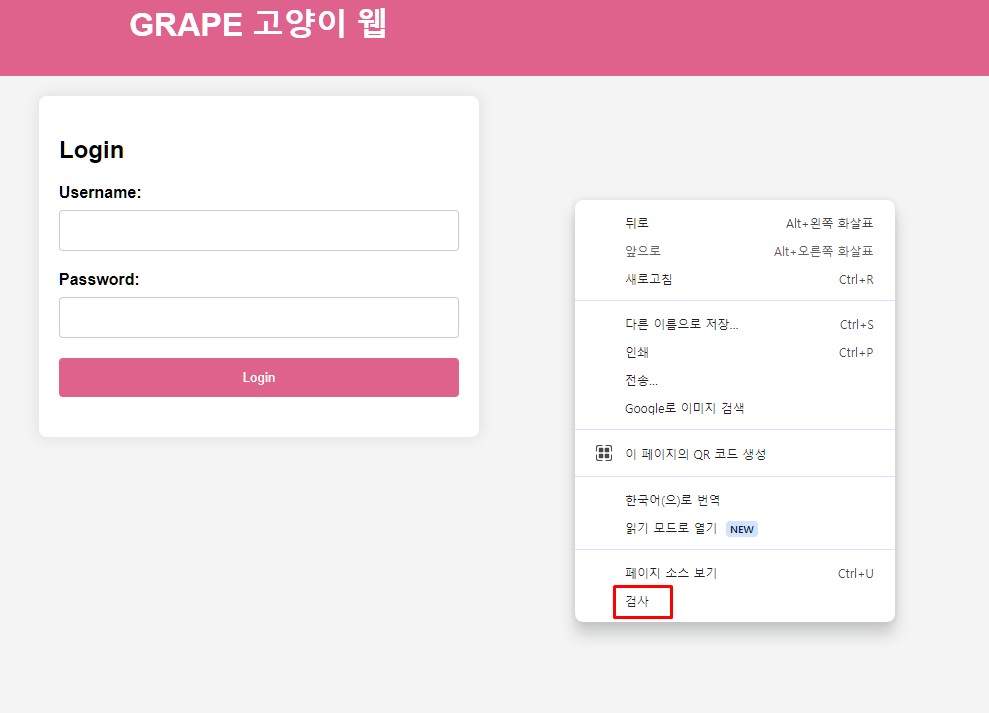 GRAPE 고양이 웹
Login
Username:
Password:
Login
뒤로 Alt+왼쪽 화살표
앞으로 Alt+오른쪽 화살표
새로고침 Ctrl+R
다른 이름으로 저장... Ctrl+S
인쇄 Ctrl+P
전송...
Google로 이미지 검색
이 페이지의 QR 코드 생성
한국어(으)로 번역
읽기 모드로 열기 NEW
페이지 소스 보기 Ctrl+U
검사